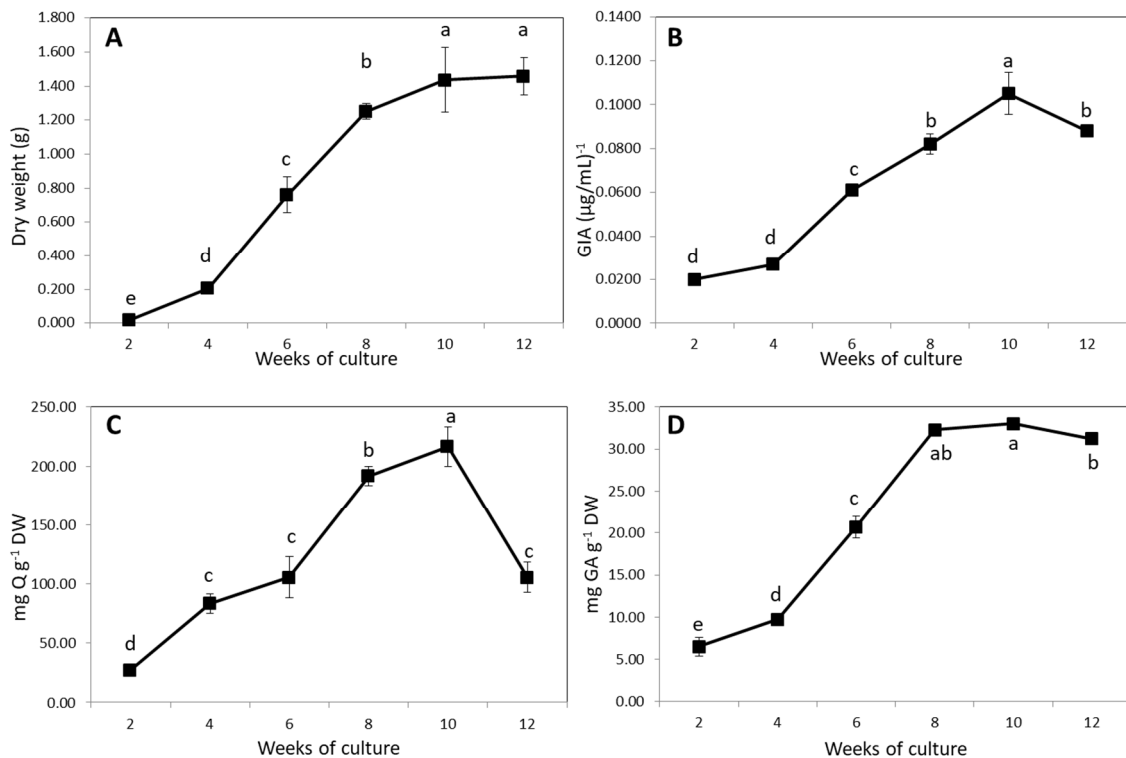 A
Dry weight (g)
1.800
1.600
1.400
1.200
1.000
0.800
0.600
0.400
0.200
0.000
e
d
c
b
a
a
2 4 6 8 10 12
Weeks of culture
B
GIA (µg/mL)⁻¹
0.1400
0.1200
0.1000
0.0800
0.0600
0.0400
0.0200
0.0000
d
d
c
b
a
b
2 4 6 8 10 12
Weeks of culture
C
mg Q g⁻¹ DW
250.00
200.00
150.00
100.00
50.00
0.00
d
c
c
b
a
c
2 4 6 8 10 12
Weeks of culture
D
mg GA g⁻¹ DW
35.00
30.00
25.00
20.00
15.00
10.00
5.00
0.00
e
d
c
ab
a
b
2 4 6 8 10 12
Weeks of culture